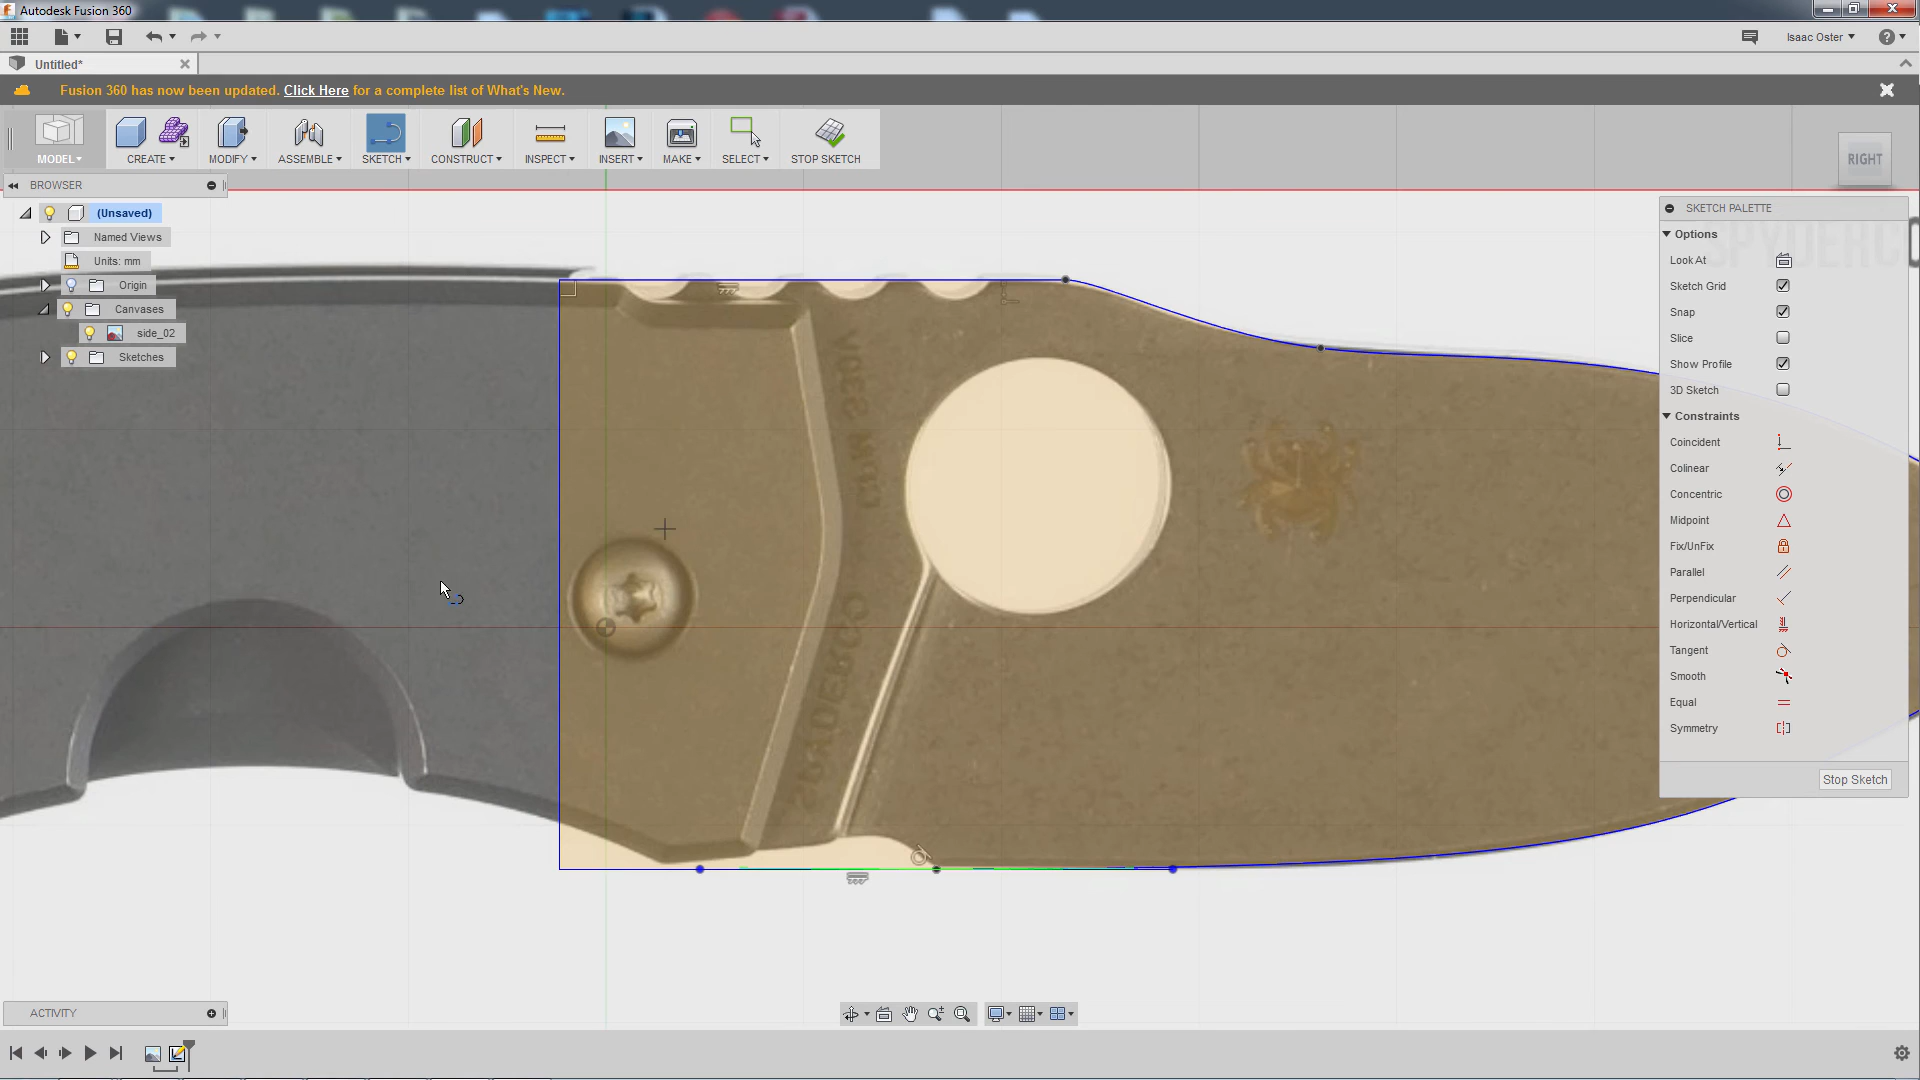 Autodesk Fusion 360
Isaac Oster
Untitled*
Fusion 360 has now been updated. Click Here for a complete list of What's New.
MODEL
CREATE
MODIFY
ASSEMBLE
SKETCH
CONSTRUCT
INSPECT
INSERT
MAKE
SELECT
STOP SKETCH
RIGHT
BROWSER
(Unsaved)
Named Views
Units: mm
Origin
Canvases
side_02
Sketches
SKETCH PALETTE
SPYDERC
Options
Look At
Sketch Grid
Snap
Slice
Show Profile
3D Sketch
Constraints
Coincident
Colinear
Concentric
Midpoint
Fix/UnFix
Parallel
Perpendicular
Horizontal/Vertical
Tangent
Smooth
Equal
Symmetry
Stop Sketch
ACTIVITY